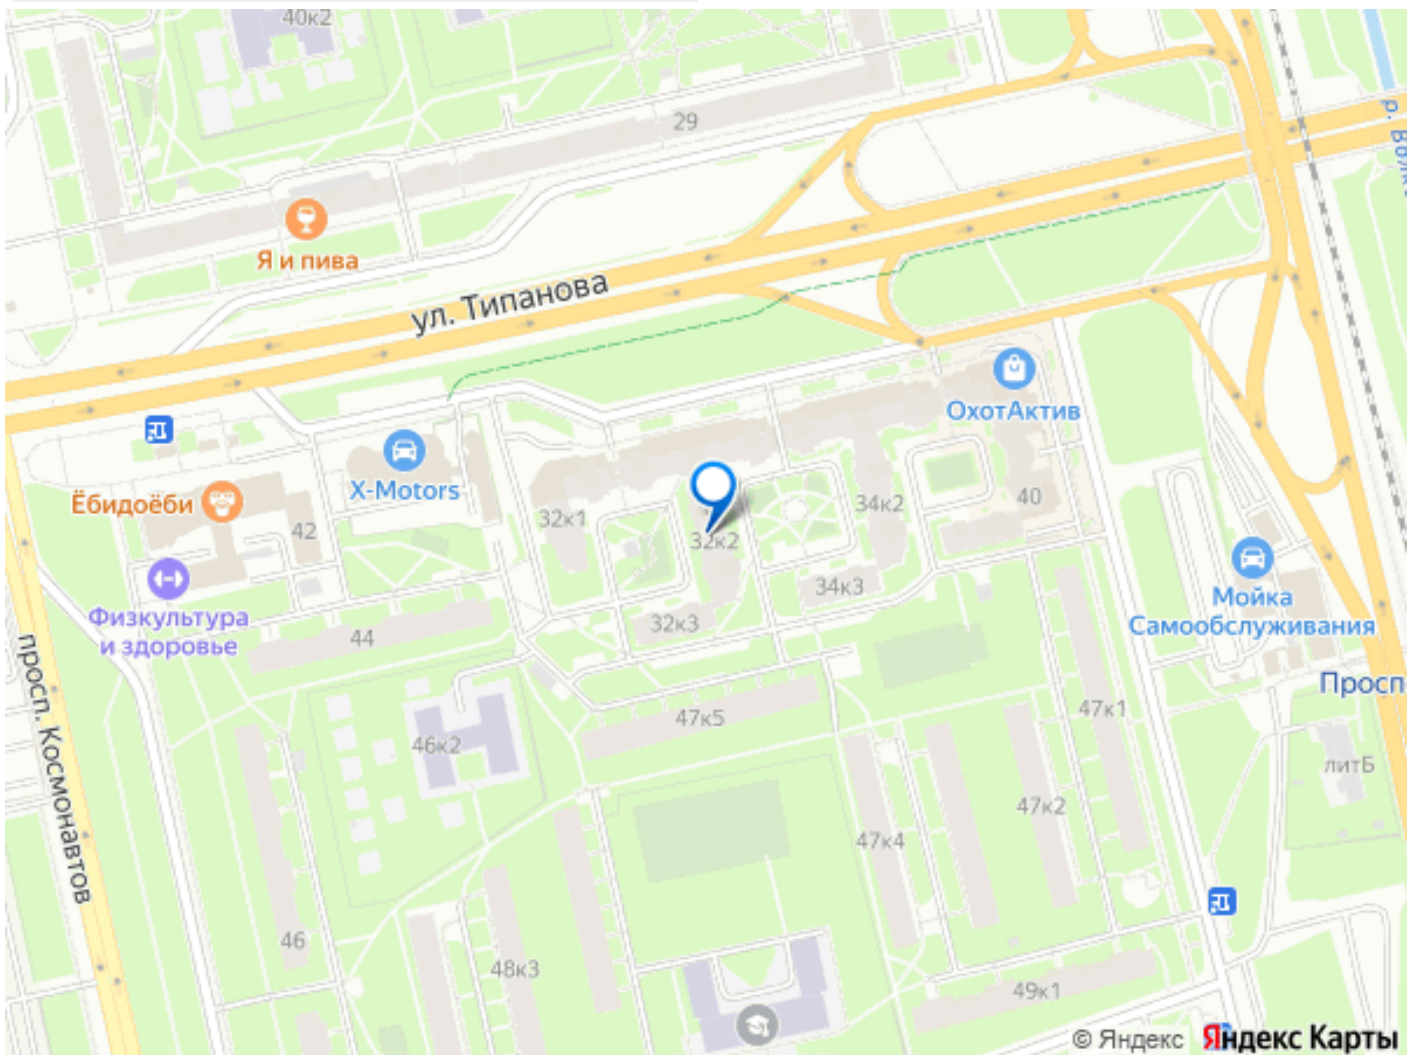 40к2
29
р. Волк
Я и пива
ул. Типанова
ОхотАктив
X-Motors
Ёбидоёби
42
32к1
32к2
34к2
40
Физкультура
и здоровье
44
32к3
34к3
Мойка
Самообслуживания
Просп
просп. Космонавтов
46к2
47к5
47к1
литБ
47к2
47к4
46
48к3
49к1
© Яндекс Яндекс Карты